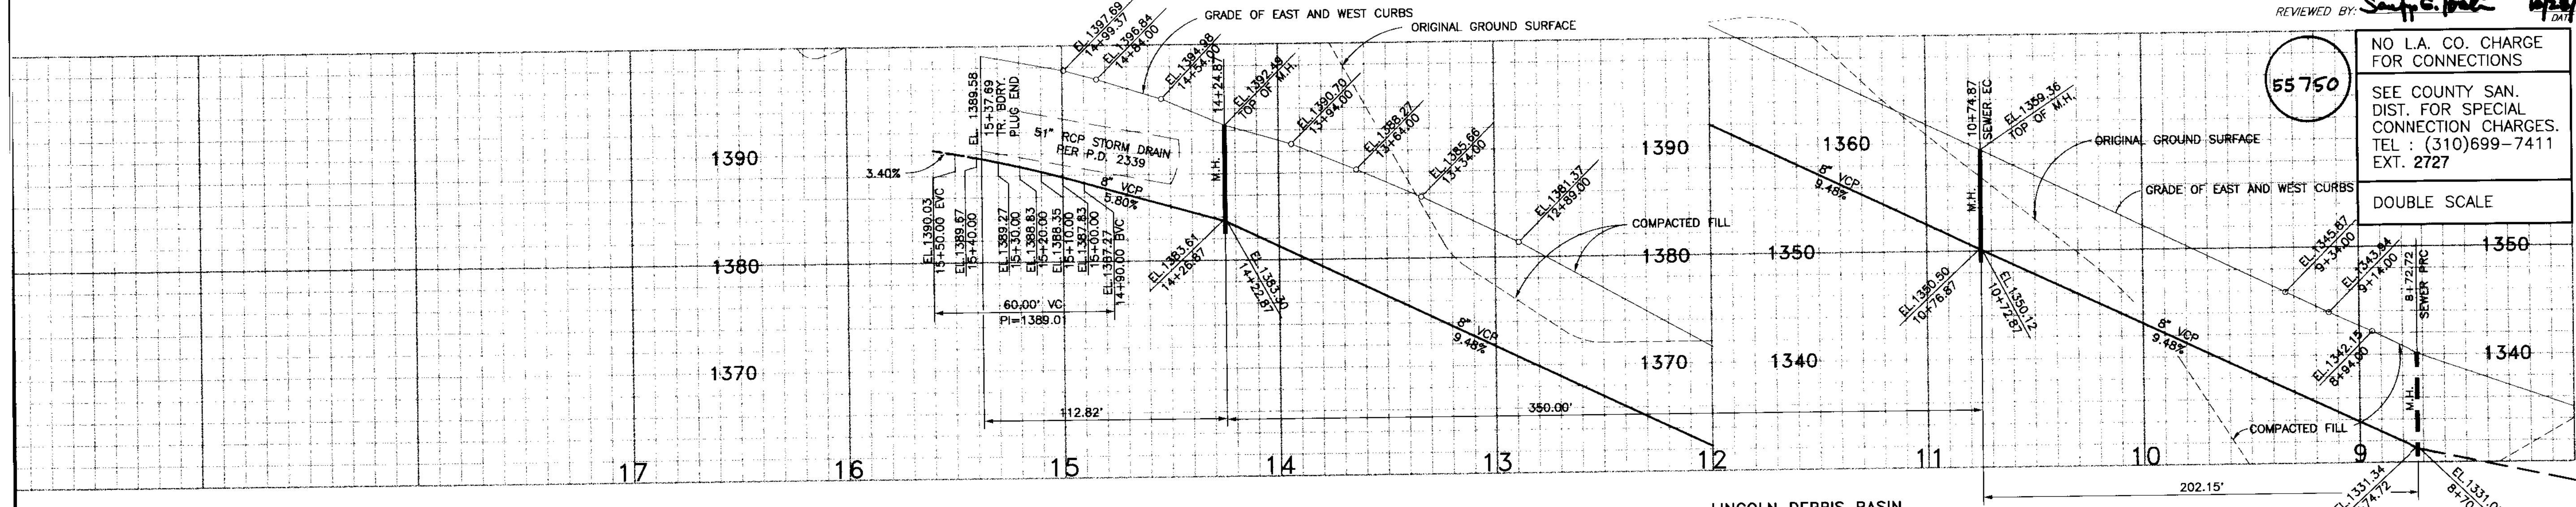 REVIEWED BY:
DATE
55750
NO L.A. CO. CHARGE
FOR CONNECTIONS
SEE COUNTY SAN.
DIST. FOR SPECIAL
CONNECTION CHARGES.
TEL : (310)699-7411
EXT. 2727
DOUBLE SCALE
GRADE OF EAST AND WEST CURBS
ORIGINAL GROUND SURFACE
EL.1397.69
14+99.37
EL.1396.84
14+84.00
EL.1394.98
14+54.00
14+24.87
EL.1392.49
TOP OF M.H.
EL.1390.70
13+94.00
EL.1388.27
13+64.00
EL.1385.66
13+34.00
EL.1381.37
12+89.00
EL. 1389.58
15+37.69
TR. BDRY.
PLUG END
51" RCP STORM DRAIN
PER P.D. 2339
M.H.
3.40%
8" VCP
5.80%
EL.1390.03
15+50.00 EVC
EL.1389.67
15+40.00
EL.1389.27
15+30.00
EL.1388.83
15+20.00
EL.1388.35
15+10.00
EL.1387.83
15+00.00
EL.1387.27
14+90.00 BVC
60.00' VC
PI=1389.01
EL.1383.61
14+26.87
EL.1383.30
14+22.87
8" VCP
9.48%
COMPACTED FILL
1390
1380
1370
1390
1380
1370
1360
1350
1340
8" VCP
9.48%
10+74.87
SEWER EC
EL.1359.36
TOP OF M.H.
M.H.
ORIGINAL GROUND SURFACE
GRADE OF EAST AND WEST CURBS
EL.1350.50
10+76.87
EL.1350.12
10+72.87
8" VCP
9.48%
EL.1345.87
9+34.00
EL.1343.94
9+14.00
EL.1342.15
8+94.00
8+72.72
SEWER PRC
M.H.
1350
1340
COMPACTED FILL
112.82'
350.00'
202.15'
17
16
15
14
13
12
11
10
9
EL.1331.34
LINCOLN DEBRIS BASIN